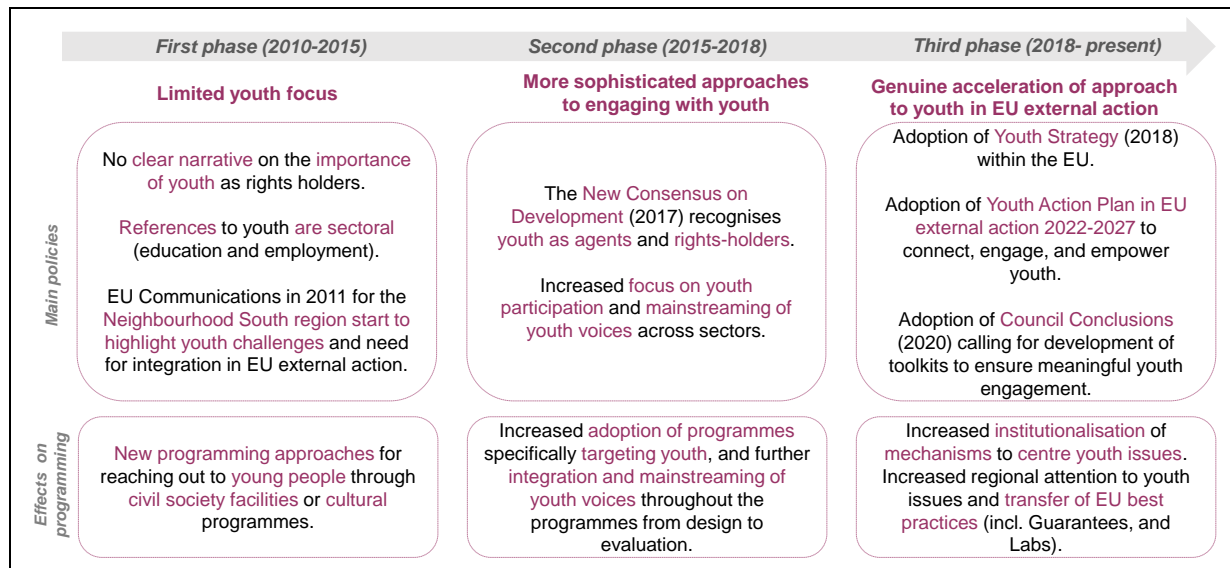 First phase (2010-2015)
Second phase (2015-2018)
Third phase (2018- present)
Limited youth focus
More sophisticated approaches
to engaging with youth
Genuine acceleration of approach
to youth in EU external action
Main policies
No clear narrative on the importance
of youth as rights holders.
References to youth are sectoral
(education and employment).
EU Communications in 2011 for the
Neighbourhood South region start to
highlight youth challenges and need
for integration in EU external action.
The New Consensus on
Development (2017) recognises
youth as agents and rights-holders.
Increased focus on youth
participation and mainstreaming of
youth voices across sectors.
Adoption of Youth Strategy (2018)
within the EU.
Adoption of Youth Action Plan in EU
external action 2022-2027 to
connect, engage, and empower
youth.
Adoption of Council Conclusions
(2020) calling for development of
toolkits to ensure meaningful youth
engagement.
Effects on
programming
New programming approaches for
reaching out to young people through
civil society facilities or cultural
programmes.
Increased adoption of programmes
specifically targeting youth, and further
integration and mainstreaming of
youth voices throughout the
programmes from design to
evaluation.
Increased institutionalisation of
mechanisms to centre youth issues.
Increased regional attention to youth
issues and transfer of EU best
practices (incl. Guarantees, and
Labs).